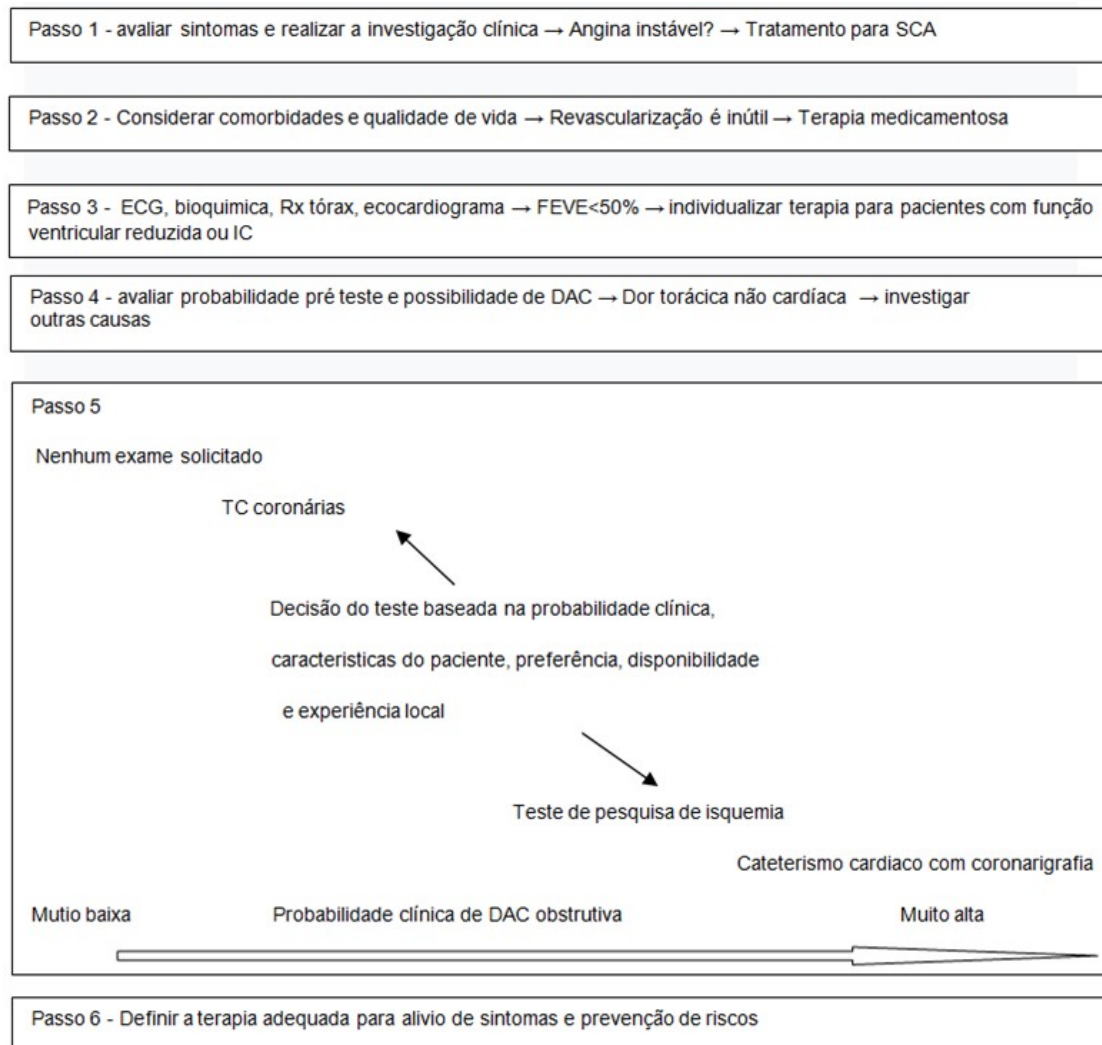 Passo 1 - avaliar sintomas e realizar a investigação clínica → Angina instável? → Tratamento para SCA
Passo 2 - Considerar comorbidades e qualidade de vida → Revascularização é inútil → Terapia medicamentosa
Passo 3 - ECG, bioquimica, Rx tórax, ecocardiograma → FEVE<50% → individualizar terapia para pacientes com função
ventricular reduzida ou IC
Passo 4 - avaliar probabilidade pré teste e possibilidade de DAC → Dor torácica não cardíaca → investigar
outras causas
Passo 5
Nenhum exame solicitado
TC coronárias
Decisão do teste baseada na probabilidade clínica,
caracteristicas do paciente, preferência, disponibilidade
e experiência local
Teste de pesquisa de isquemia
Cateterismo cardiaco com coronarigrafia
Mutio baixa Probabilidade clínica de DAC obstrutiva Muito alta
Passo 6 - Definir a terapia adequada para alivio de sintomas e prevenção de riscos